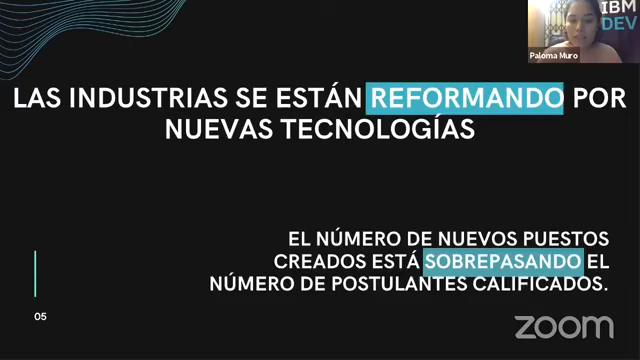 IBM
DEV
Paloma Muro
LAS INDUSTRIAS SE ESTÁN REFORMANDO POR
NUEVAS TECNOLOGÍAS
EL NÚMERO DE NUEVOS PUESTOS
CREADOS ESTÁ SOBREPASANDO EL
NÚMERO DE POSTULANTES CALIFICADOS.
05
zoom